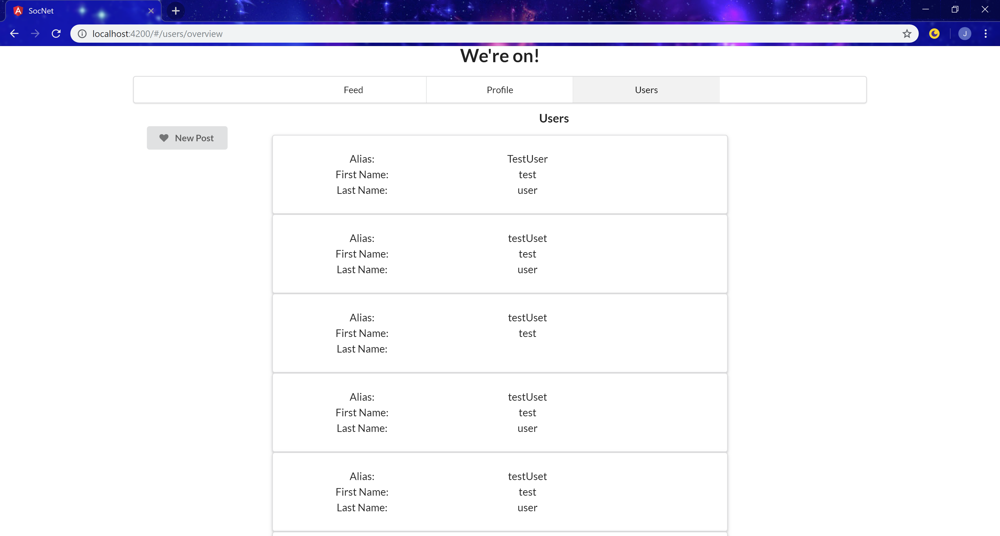 SocNet
localhost:4200/#/users/overview
J
We're on!
Feed Profile Users
Users
New Post
Alias: TestUser
First Name: test
Last Name: user
Alias: testUset
First Name: test
Last Name: user
Alias: testUset
First Name: test
Last Name:
Alias: testUset
First Name: test
Last Name: user
Alias: testUset
First Name: test
Last Name: user